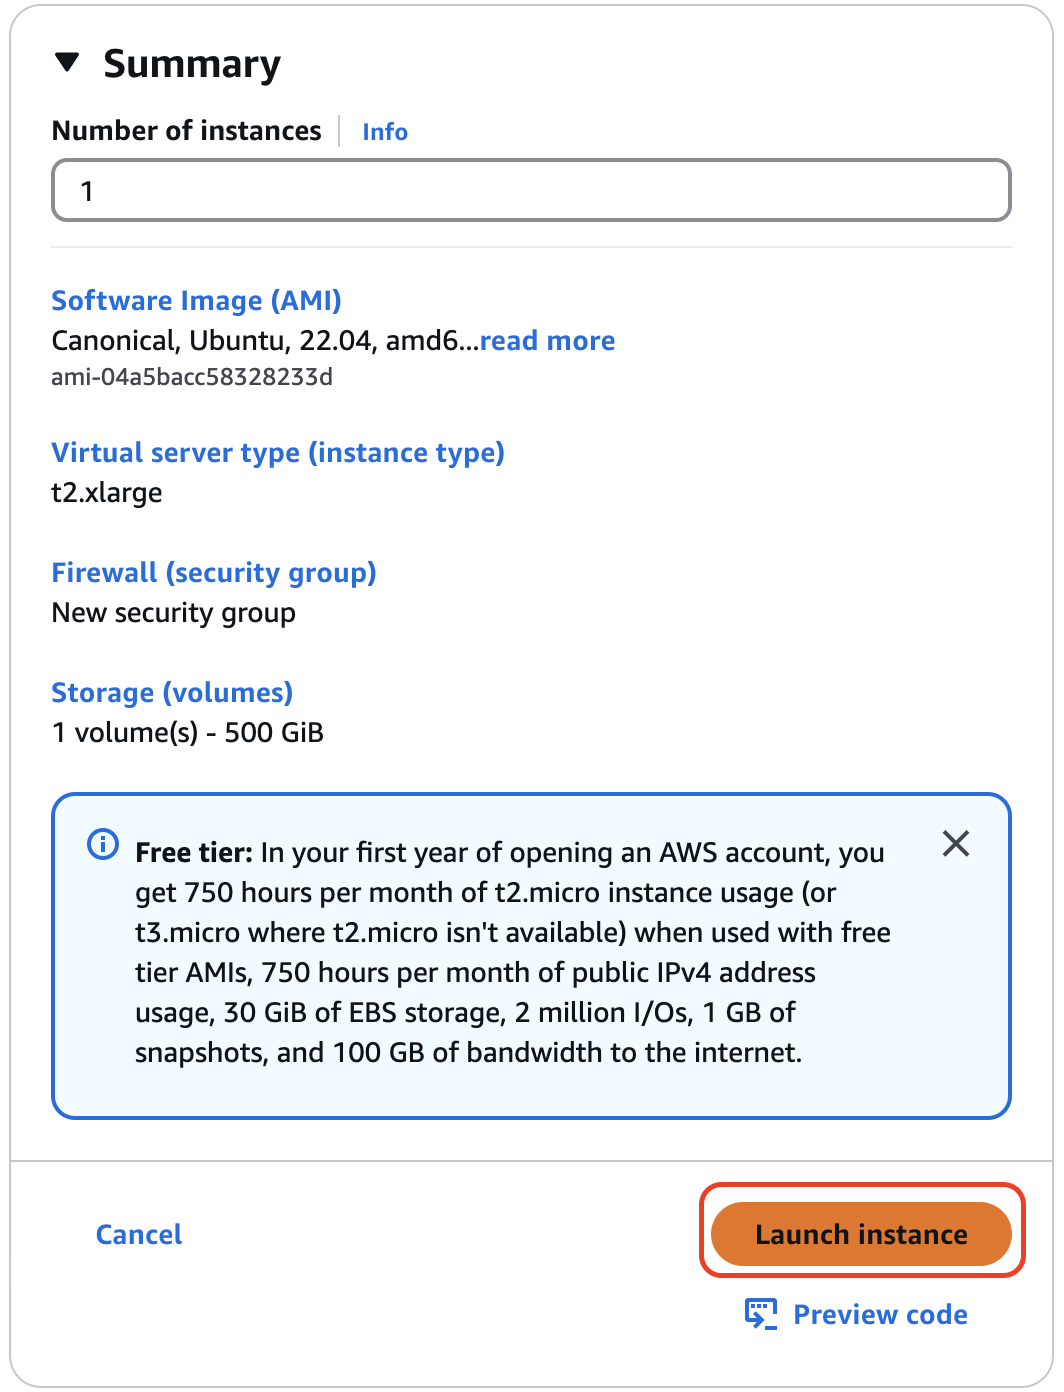 Summary
Number of instances Info
1
Software Image (AMI)
Canonical, Ubuntu, 22.04, amd6...read more
ami-04a5bacc58328233d
Virtual server type (instance type)
t2.xlarge
Firewall (security group)
New security group
Storage (volumes)
1 volume(s) - 500 GiB
Free tier: In your first year of opening an AWS account, you
get 750 hours per month of t2.micro instance usage (or
t3.micro where t2.micro isn't available) when used with free
tier AMIs, 750 hours per month of public IPv4 address
usage, 30 GiB of EBS storage, 2 million I/Os, 1 GB of
snapshots, and 100 GB of bandwidth to the internet.
Cancel
Launch instance
Preview code